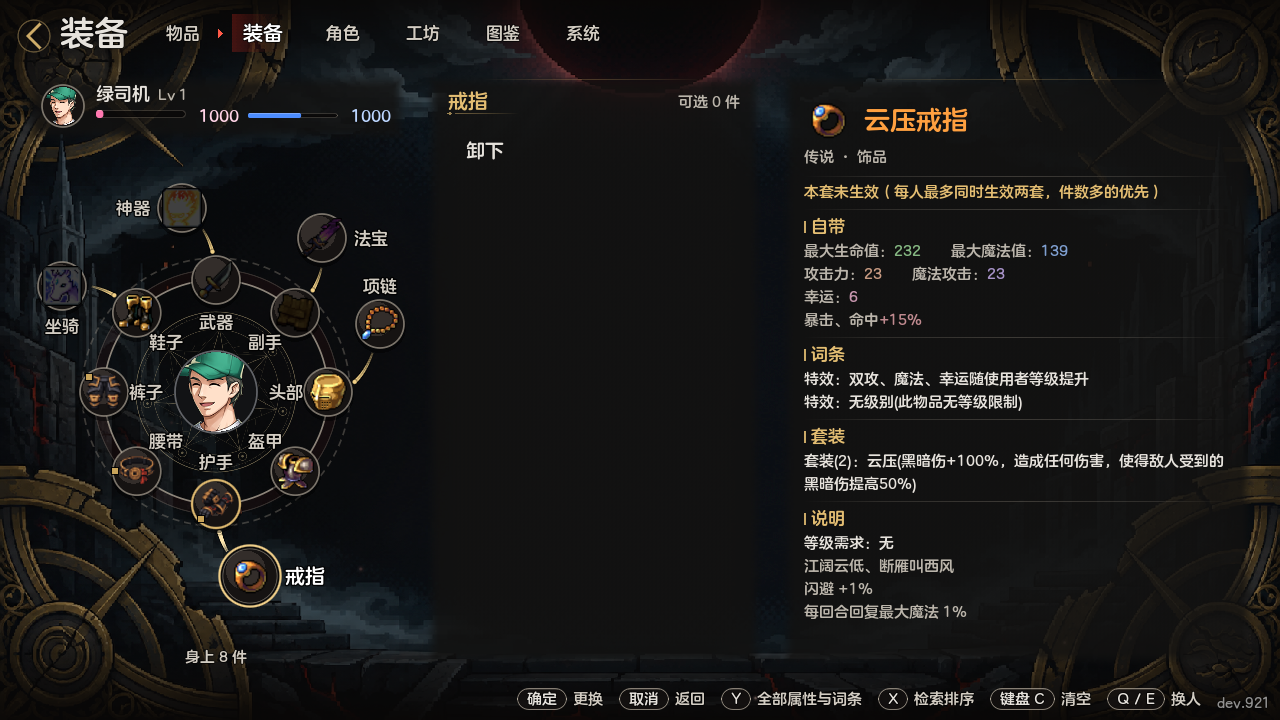 装备
物品
装备
角色
工坊
图鉴
系统
绿司机 Lv 1
1000
1000
神器
法宝
项链
坐骑
武器
鞋子
副手
裤子
头部
腰带
盔甲
护手
戒指
身上 8 件
戒指
可选 0 件
卸下
云压戒指
传说 · 饰品
本套未生效（每人最多同时生效两套，件数多的优先）
自带
最大生命值：232 最大魔法值：139
攻击力：23 魔法攻击：23
幸运：6
暴击、命中+15%
词条
特效：双攻、魔法、幸运随使用者等级提升
特效：无级别(此物品无等级限制)
套装
套装(2)：云压(黑暗伤+100%，造成任何伤害，使得敌人受到的
黑暗伤提高50%)
说明
等级需求：无
江阔云低、断雁叫西风
闪避 +1%
每回合回复最大魔法 1%
确定 更换 取消 返回 Y 全部属性与词条 X 检索排序 键盘 C 清空 Q / E 换人
dev.921